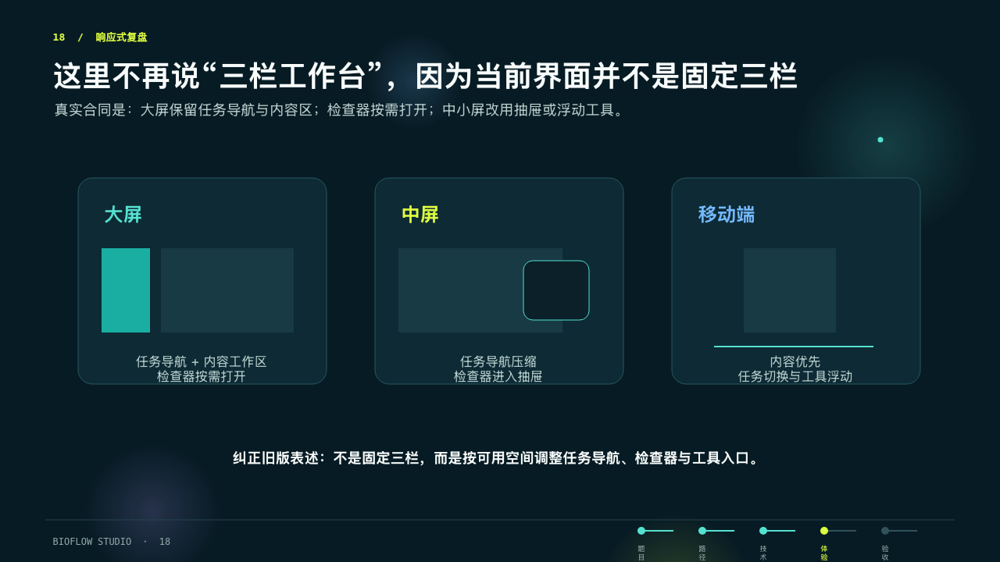 18 / 响应式复盘
这里不再说“三栏工作台”，因为当前界面并不是固定三栏
真实合同是：大屏保留任务导航与内容区；检查器按需打开；中小屏改用抽屉或浮动工具。
大屏
任务导航 + 内容工作区
检查器按需打开
中屏
任务导航压缩
检查器进入抽屉
移动端
内容优先
任务切换与工具浮动
纠正旧版表述：不是固定三栏，而是按可用空间调整任务导航、检查器与工具入口。
BIOFLOW STUDIO · 18
题目
路径
技术
体验
验收